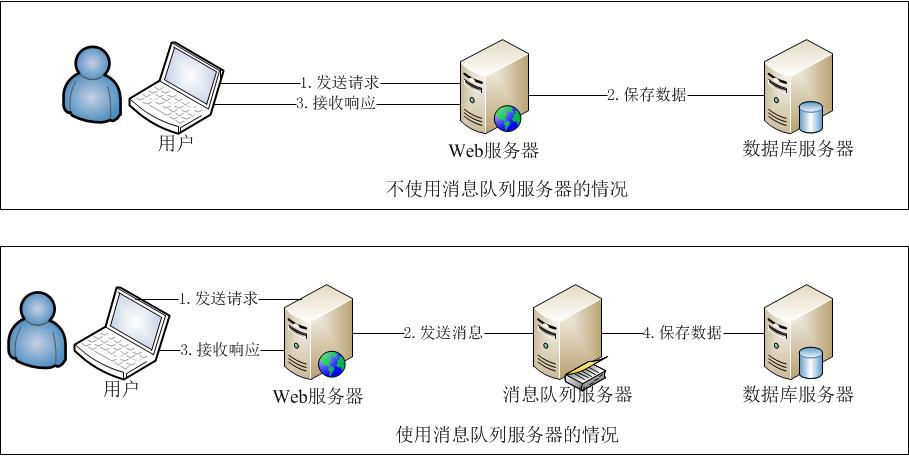 1.发送请求
3.接收响应
2.保存数据
用户
Web服务器
数据库服务器
不使用消息队列服务器的情况
1.发送请求
2.发送消息
4.保存数据
3.接收响应
用户
Web服务器
消息队列服务器
数据库服务器
使用消息队列服务器的情况